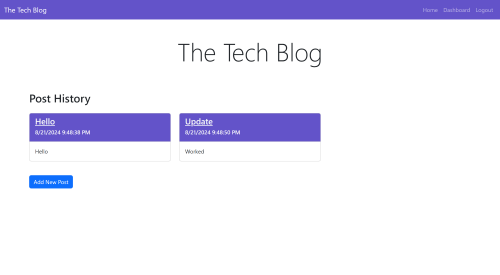 The Tech Blog
Home Dashboard Logout
The Tech Blog
Post History
Hello
8/21/2024 9:48:38 PM
Hello
Update
8/21/2024 9:48:50 PM
Worked
Add New Post